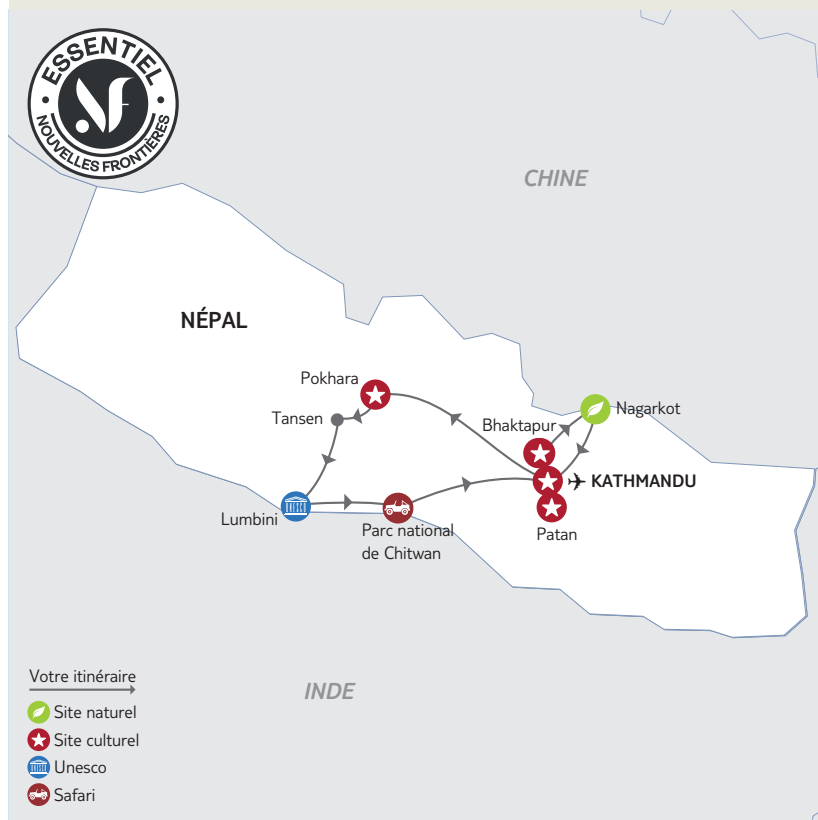 ESSENTIEL
NF
NOUVELLES FRONTIÈRES
CHINE
NÉPAL
Pokhara
Tansen
Nagarkot
Bhaktapur
KATHMANDU
Lumbini
Parc national
de Chitwan
Patan
INDE
Votre itinéraire
Site naturel
Site culturel
Unesco
Safari